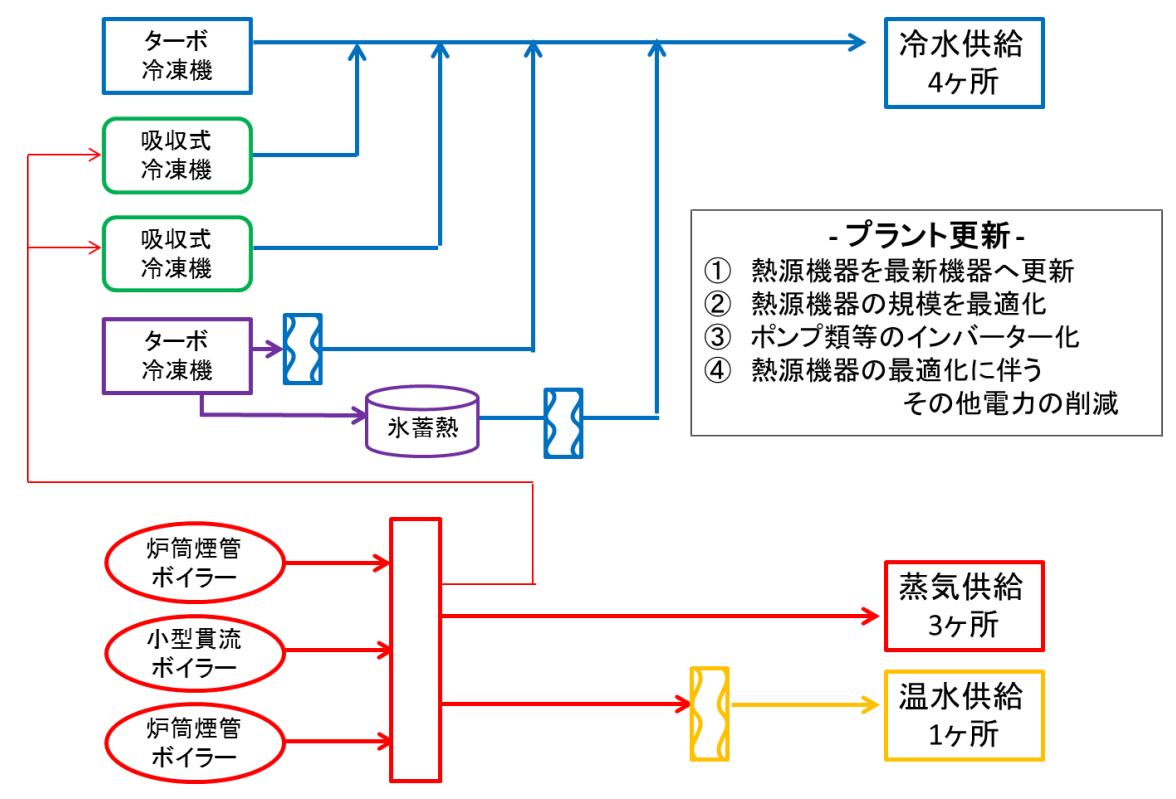 ターボ
冷凍機
冷水供給
4ヶ所
吸収式
冷凍機
吸収式
冷凍機
- プラント更新 -
① 熱源機器を最新機器へ更新
② 熱源機器の規模を最適化
③ ポンプ類等のインバーター化
④ 熱源機器の最適化に伴う
その他電力の削減
ターボ
冷凍機
氷蓄熱
炉筒煙管
ボイラー
小型貫流
ボイラー
炉筒煙管
ボイラー
蒸気供給
3ヶ所
温水供給
1ヶ所